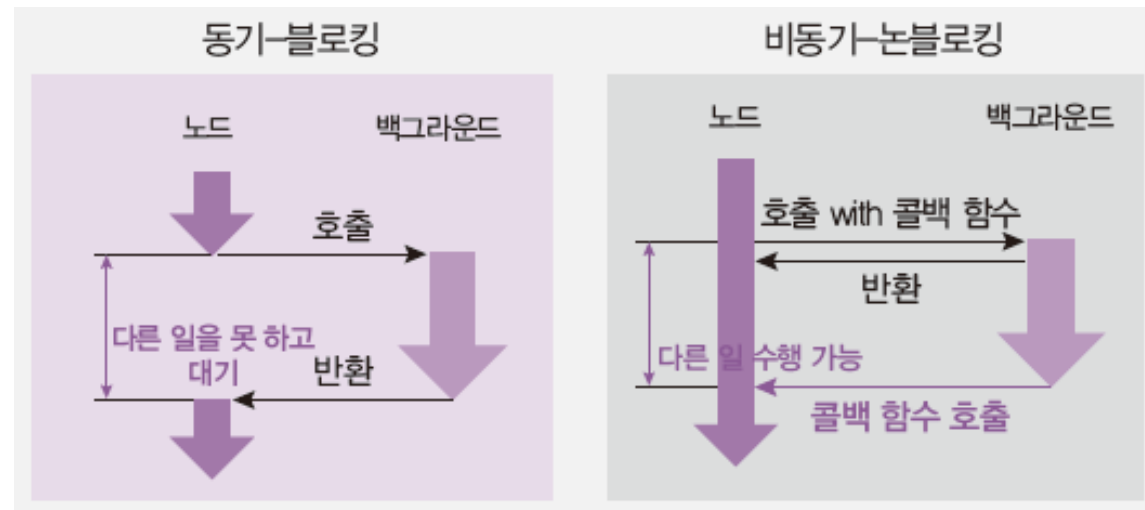 동기-블로킹
노드
백그라운드
호출
다른 일을 못 하고
대기
반환
비동기-논블로킹
노드
백그라운드
호출 with 콜백 함수
반환
다른 일 수행 가능
콜백 함수 호출